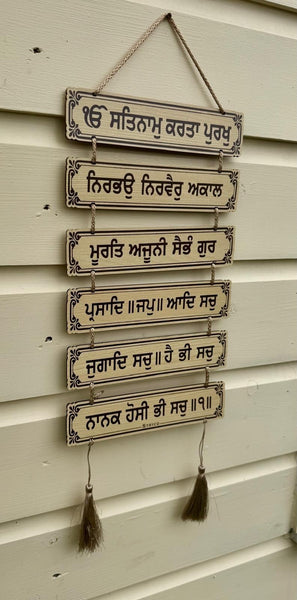 ੴ ਸਤਿਨਾਮੁ ਕਰਤਾ ਪੁਰਖੁ
ਨਿਰਭਉ ਨਿਰਵੈਰੁ ਅਕਾਲ
ਮੂਰਤਿ ਅਜੂਨੀ ਸੈਭੰ ਗੁਰ
ਪ੍ਰਸਾਦਿ॥ਜਪੁ॥ਆਦਿ ਸਚੁ
ਜੁਗਾਦਿ ਸਚੁ॥ਹੈ ਭੀ ਸਚੁ
ਨਾਨਕ ਹੋਸੀ ਭੀ ਸਚੁ॥੧॥